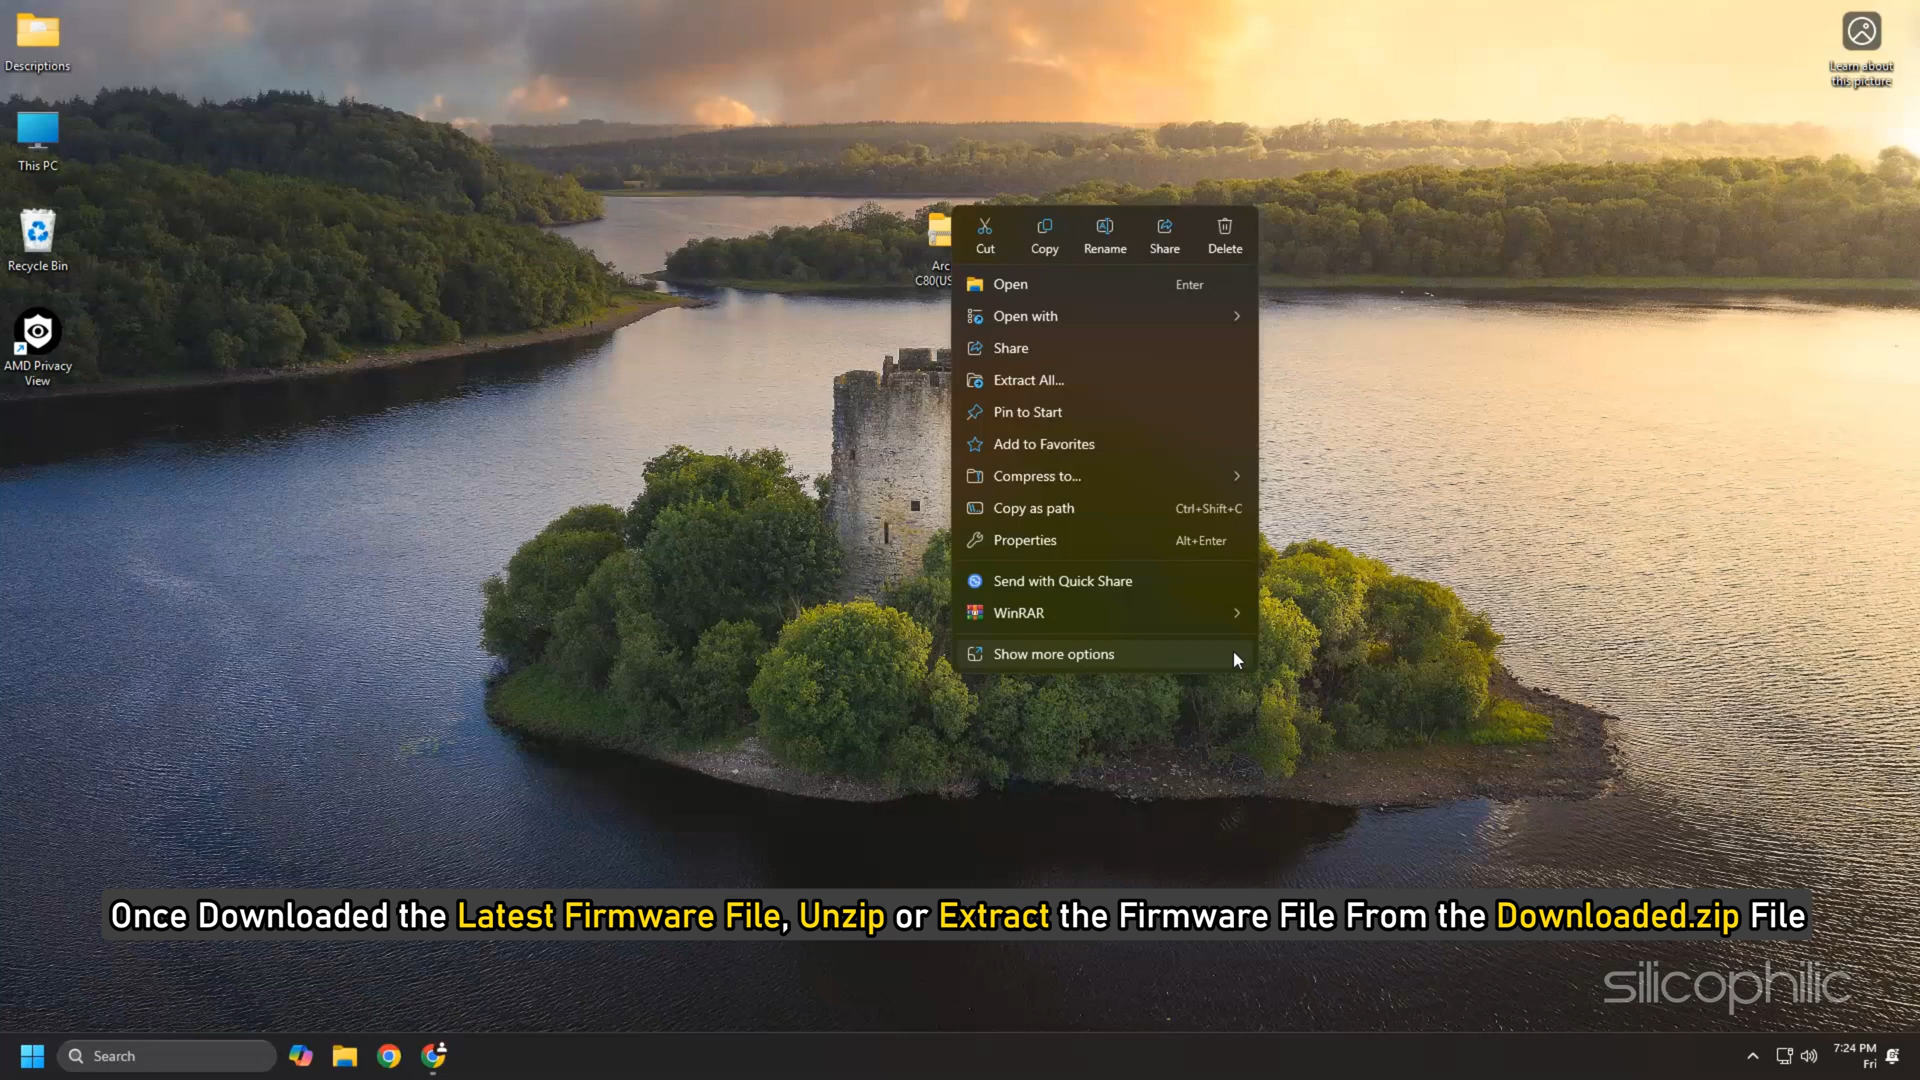 Descriptions
This PC
Recycle Bin
AMD Privacy
View
Learn about
this picture
Arc
C80(US
Cut
Copy
Rename
Share
Delete
Open Enter
Open with
Share
Extract All...
Pin to Start
Add to Favorites
Compress to...
Copy as path Ctrl+Shift+C
Properties Alt+Enter
Send with Quick Share
WinRAR
Show more options
Once Downloaded the Latest Firmware File, Unzip or Extract the Firmware File From the Downloaded.zip File
silicophilic
Search
7:24 PM
Fri